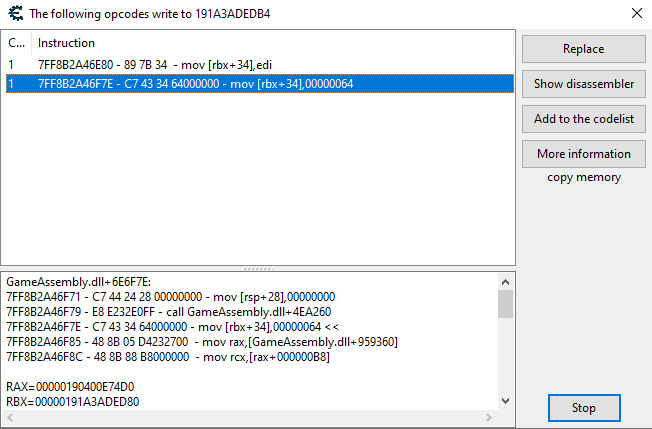 The following opcodes write to 191A3ADEDB4
C... Instruction
1 7FF8B2A46E80 - 89 7B 34 - mov [rbx+34],edi
1 7FF8B2A46F7E - C7 43 34 64000000 - mov [rbx+34],00000064
Replace
Show disassembler
Add to the codelist
More information
copy memory
GameAssembly.dll+6E6F7E:
7FF8B2A46F71 - C7 44 24 28 00000000 - mov [rsp+28],00000000
7FF8B2A46F79 - E8 E232E0FF - call GameAssembly.dll+4EA260
7FF8B2A46F7E - C7 43 34 64000000 - mov [rbx+34],00000064 <<
7FF8B2A46F85 - 48 8B 05 D4232700 - mov rax,[GameAssembly.dll+959360]
7FF8B2A46F8C - 48 8B 88 B8000000 - mov rcx,[rax+000000B8]
RAX=00000190400E74D0
RBX=00000191A3ADED80
Stop